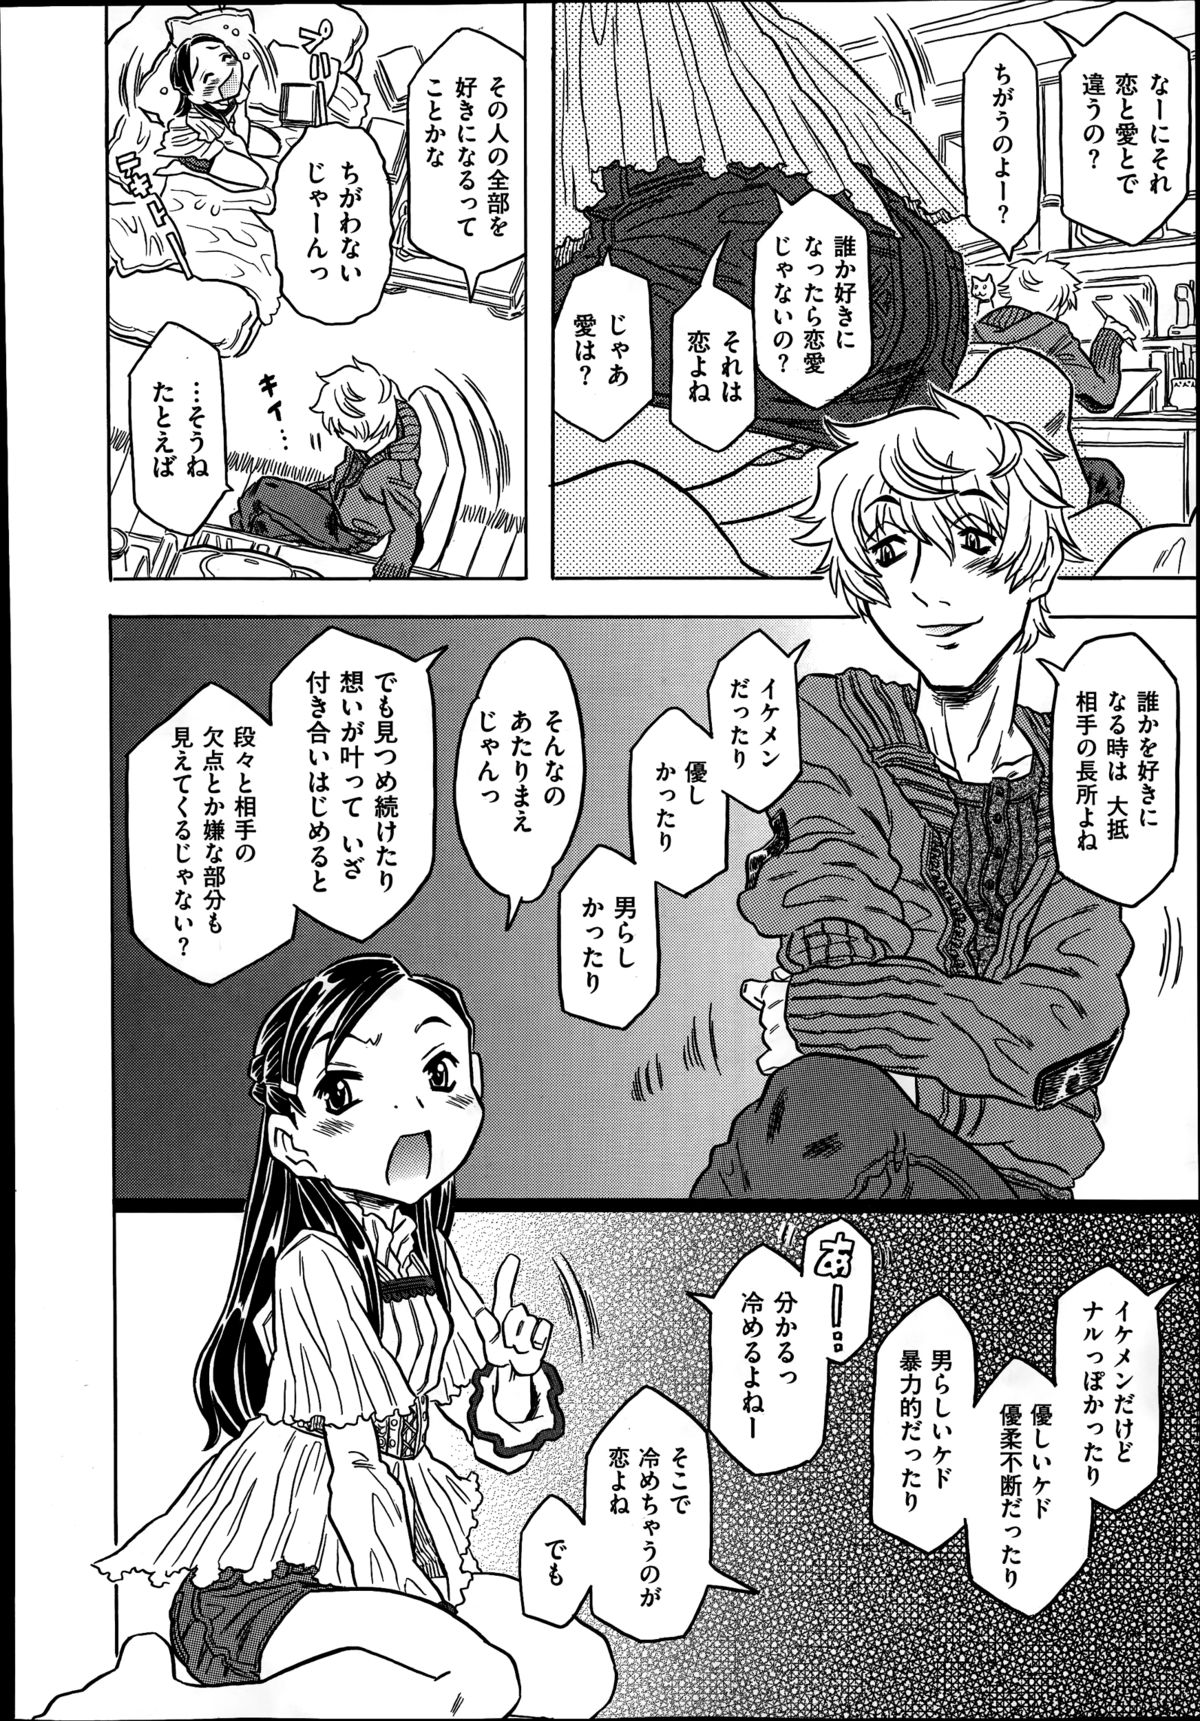 なーにそれ
恋と愛とで
違うの?
ちがうのよー?
誰か好きに
なったら恋愛
じゃないの?
それは
恋よね
じゃあ
愛は?
その人の全部を
好きになるって
ことかな
ちがわない
じゃーんっ
ペラ
キィ…
…そうね
たとえば
誰かを好きに
なる時は 大抵
相手の長所よね
イケメン
だったり
優し
かったり
男らし
かったり
そんなの
あたりまえ
じゃんっ
でも見つめ続けたり
想いが叶って いざ
付き合いはじめると
段々と相手の
欠点とか嫌な部分も
見えてくるじゃない?
イケメンだけど
ナルっぽかったり
優しいケド
優柔不断だったり
男らしいケド
暴力的だったり
あー…
分かるっ
冷めるよねー
そこで
冷めちゃうのが
恋よね
でも